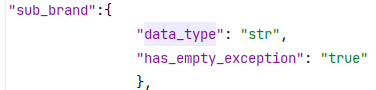 "sub_brand":{
"data_type": "str",
"has_empty_exception": "true"
},